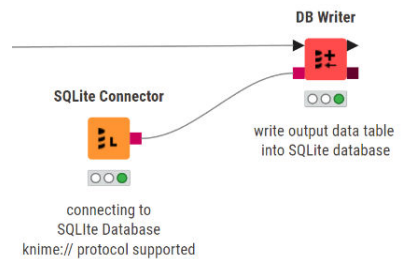 DB Writer
SQLite Connector
L
write output data table
into SQLite database
connecting to
SQLIte Database
knime:// protocol supported